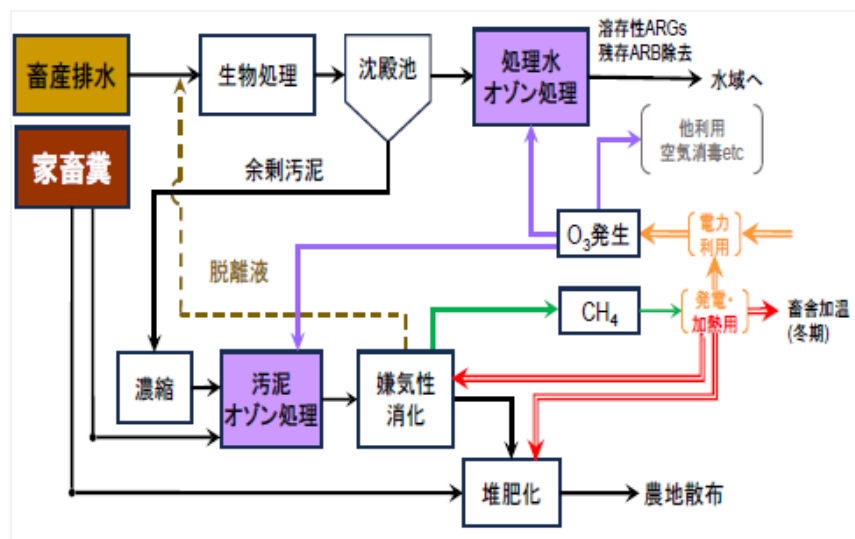 畜産排水
生物処理
沈殿池
処理水
オゾン処理
溶存性ARGs
残存ARB除去
水域へ
家畜糞
余剰汚泥
他利用
空気消毒etc
O₃発生
電力
利用
脱離液
CH₄
発電・
加熱用
畜舎加温
(冬期)
濃縮
汚泥
オゾン処理
嫌気性
消化
堆肥化
農地散布